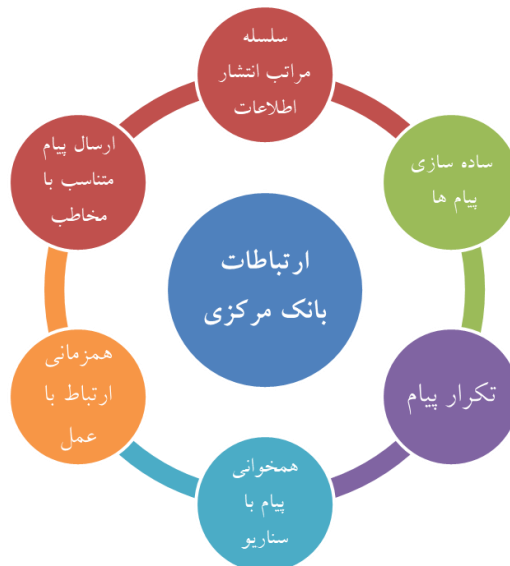 سلسله
مراتب انتشار
اطلاعات
ساده سازی
پیام ها
تکرار پیام
همخوانی
پیام با
سناریو
همزمانی
ارتباط با
عمل
ارسال پیام
متناسب با
مخاطب
ارتباطات
بانک مرکزی